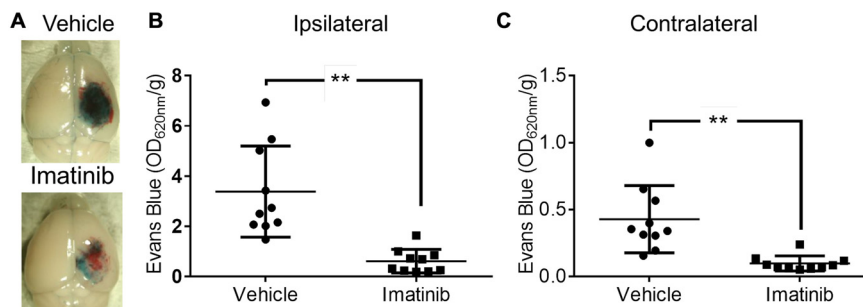 A
Vehicle
Imatinib
B
Ipsilateral
Evans Blue (OD620nm/g)
8
6
4
2
0
**
Vehicle
Imatinib
C
Contralateral
Evans Blue (OD620nm/g)
1.5
1.0
0.5
0.0
**
Vehicle
Imatinib